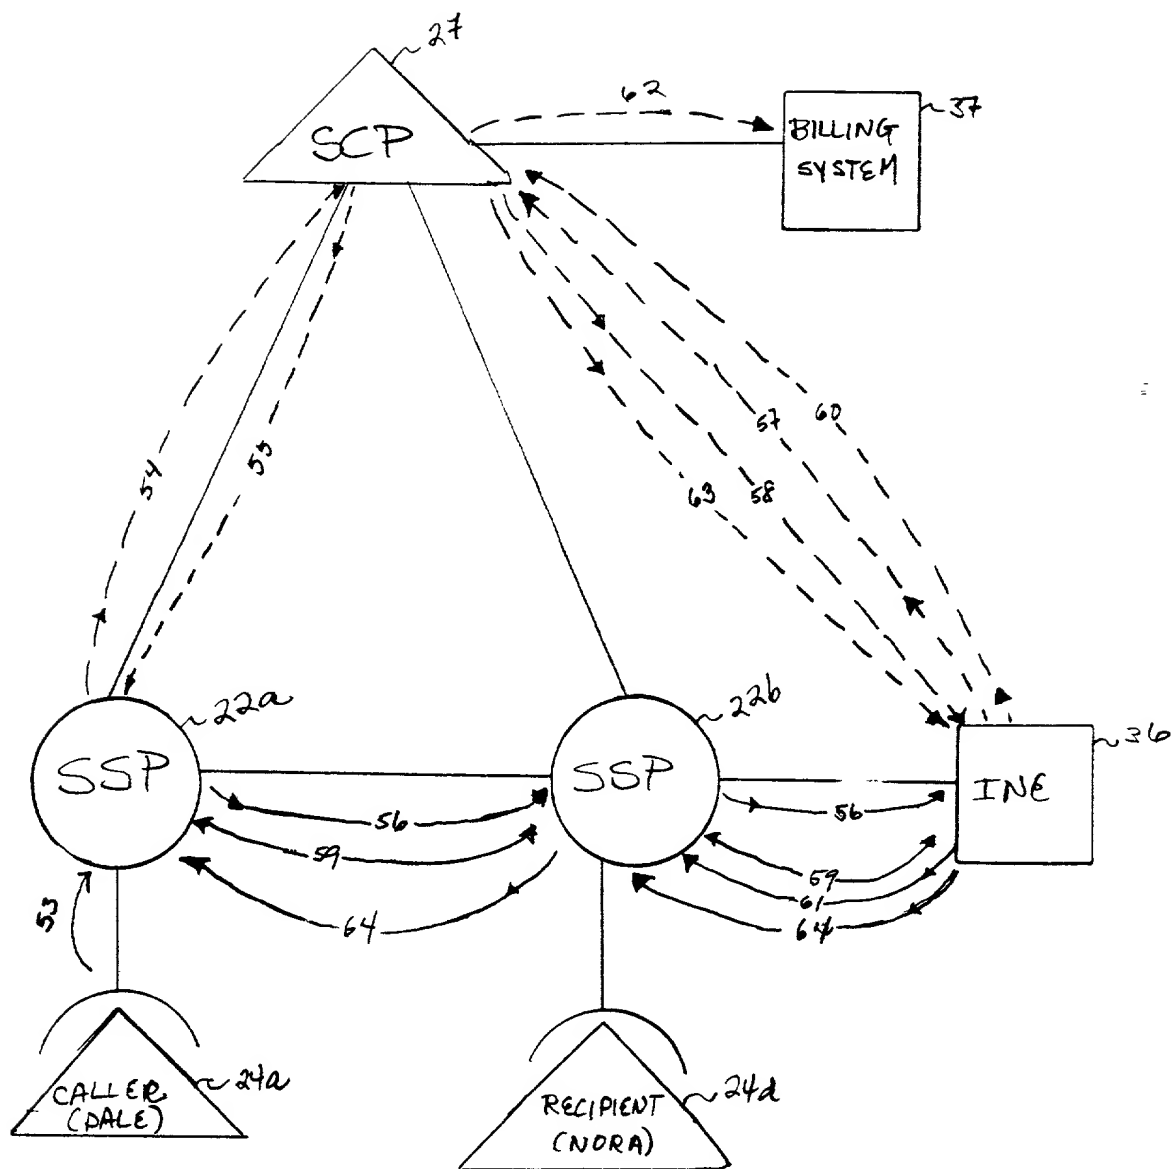 27
SCP
62
BILLING
SYSTEM
37
54
55
57
60
63
58
22a
SSP
22b
SSP
36
INE
56
56
59
59
61
64
64
53
CALLER
(DALE)
24a
RECIPIENT
(NORA)
24d